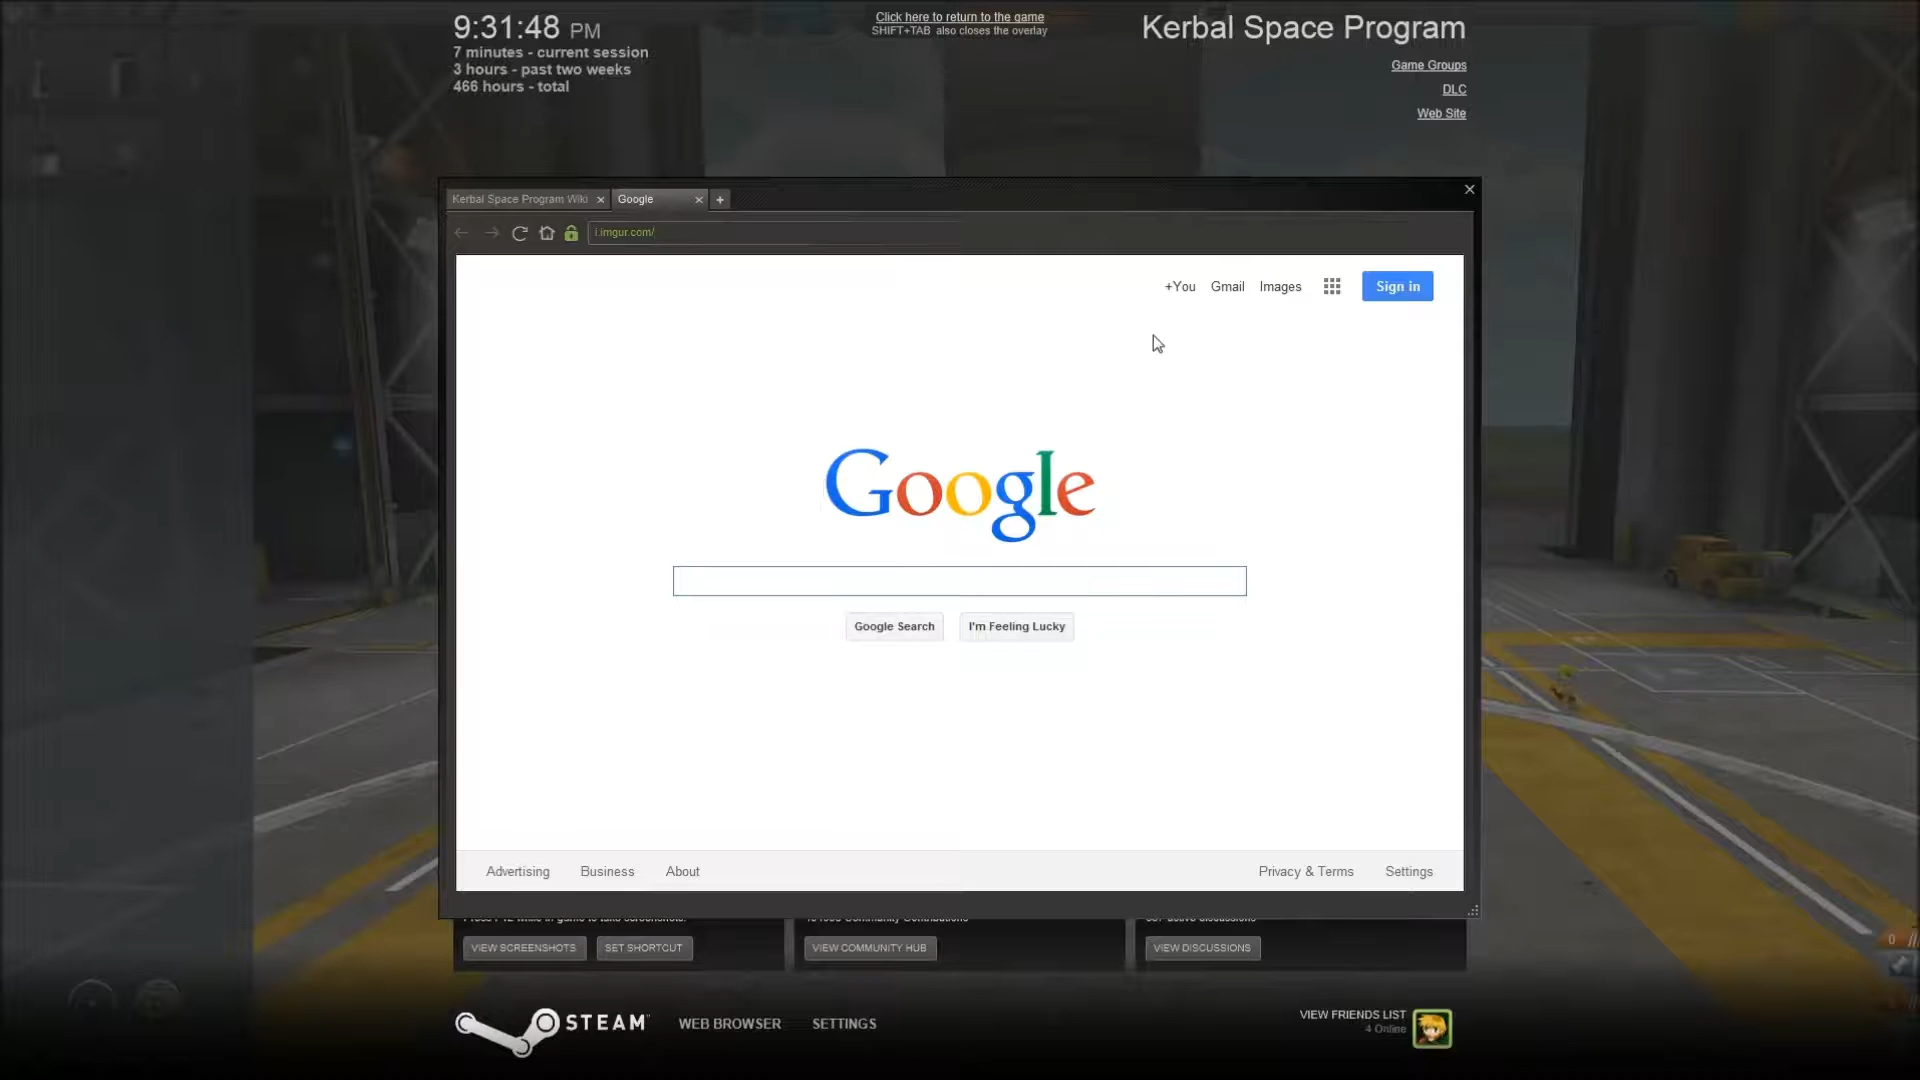 9:31:48 PM
7 minutes - current session
3 hours - past two weeks
466 hours - total
Click here to return to the game
SHIFT+TAB also closes the overlay
Kerbal Space Program
Game Groups
DLC
Web Site
Kerbal Space Program Wiki
Google
i.imgur.com/
+You Gmail Images
Sign in
Google
Google Search
I'm Feeling Lucky
Advertising Business About
Privacy & Terms Settings
VIEW SCREENSHOTS
SET SHORTCUT
VIEW COMMUNITY HUB
VIEW DISCUSSIONS
STEAM
WEB BROWSER
SETTINGS
VIEW FRIENDS LIST
4 Online
0